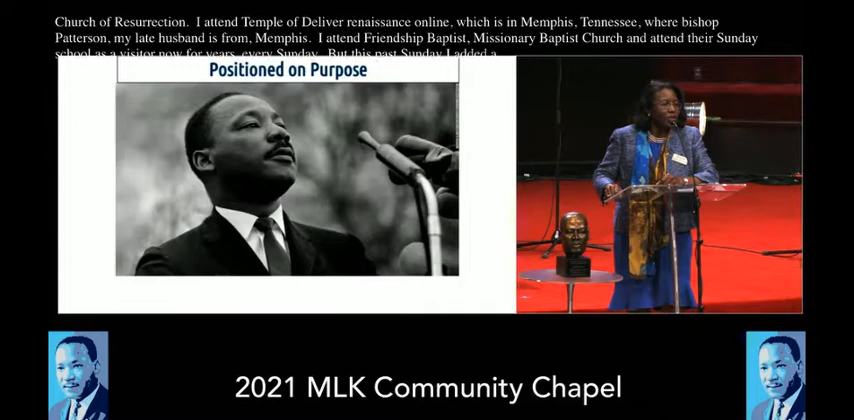 Church of Resurrection.  I attend Temple of Deliver renaissance online, which is in Memphis, Tennessee, where bishop
Patterson, my late husband is from, Memphis.  I attend Friendship Baptist, Missionary Baptist Church and attend their Sunday
school as a visitor now for years, every Sunday.  But this past Sunday I added a
Positioned on Purpose
2021 MLK Community Chapel